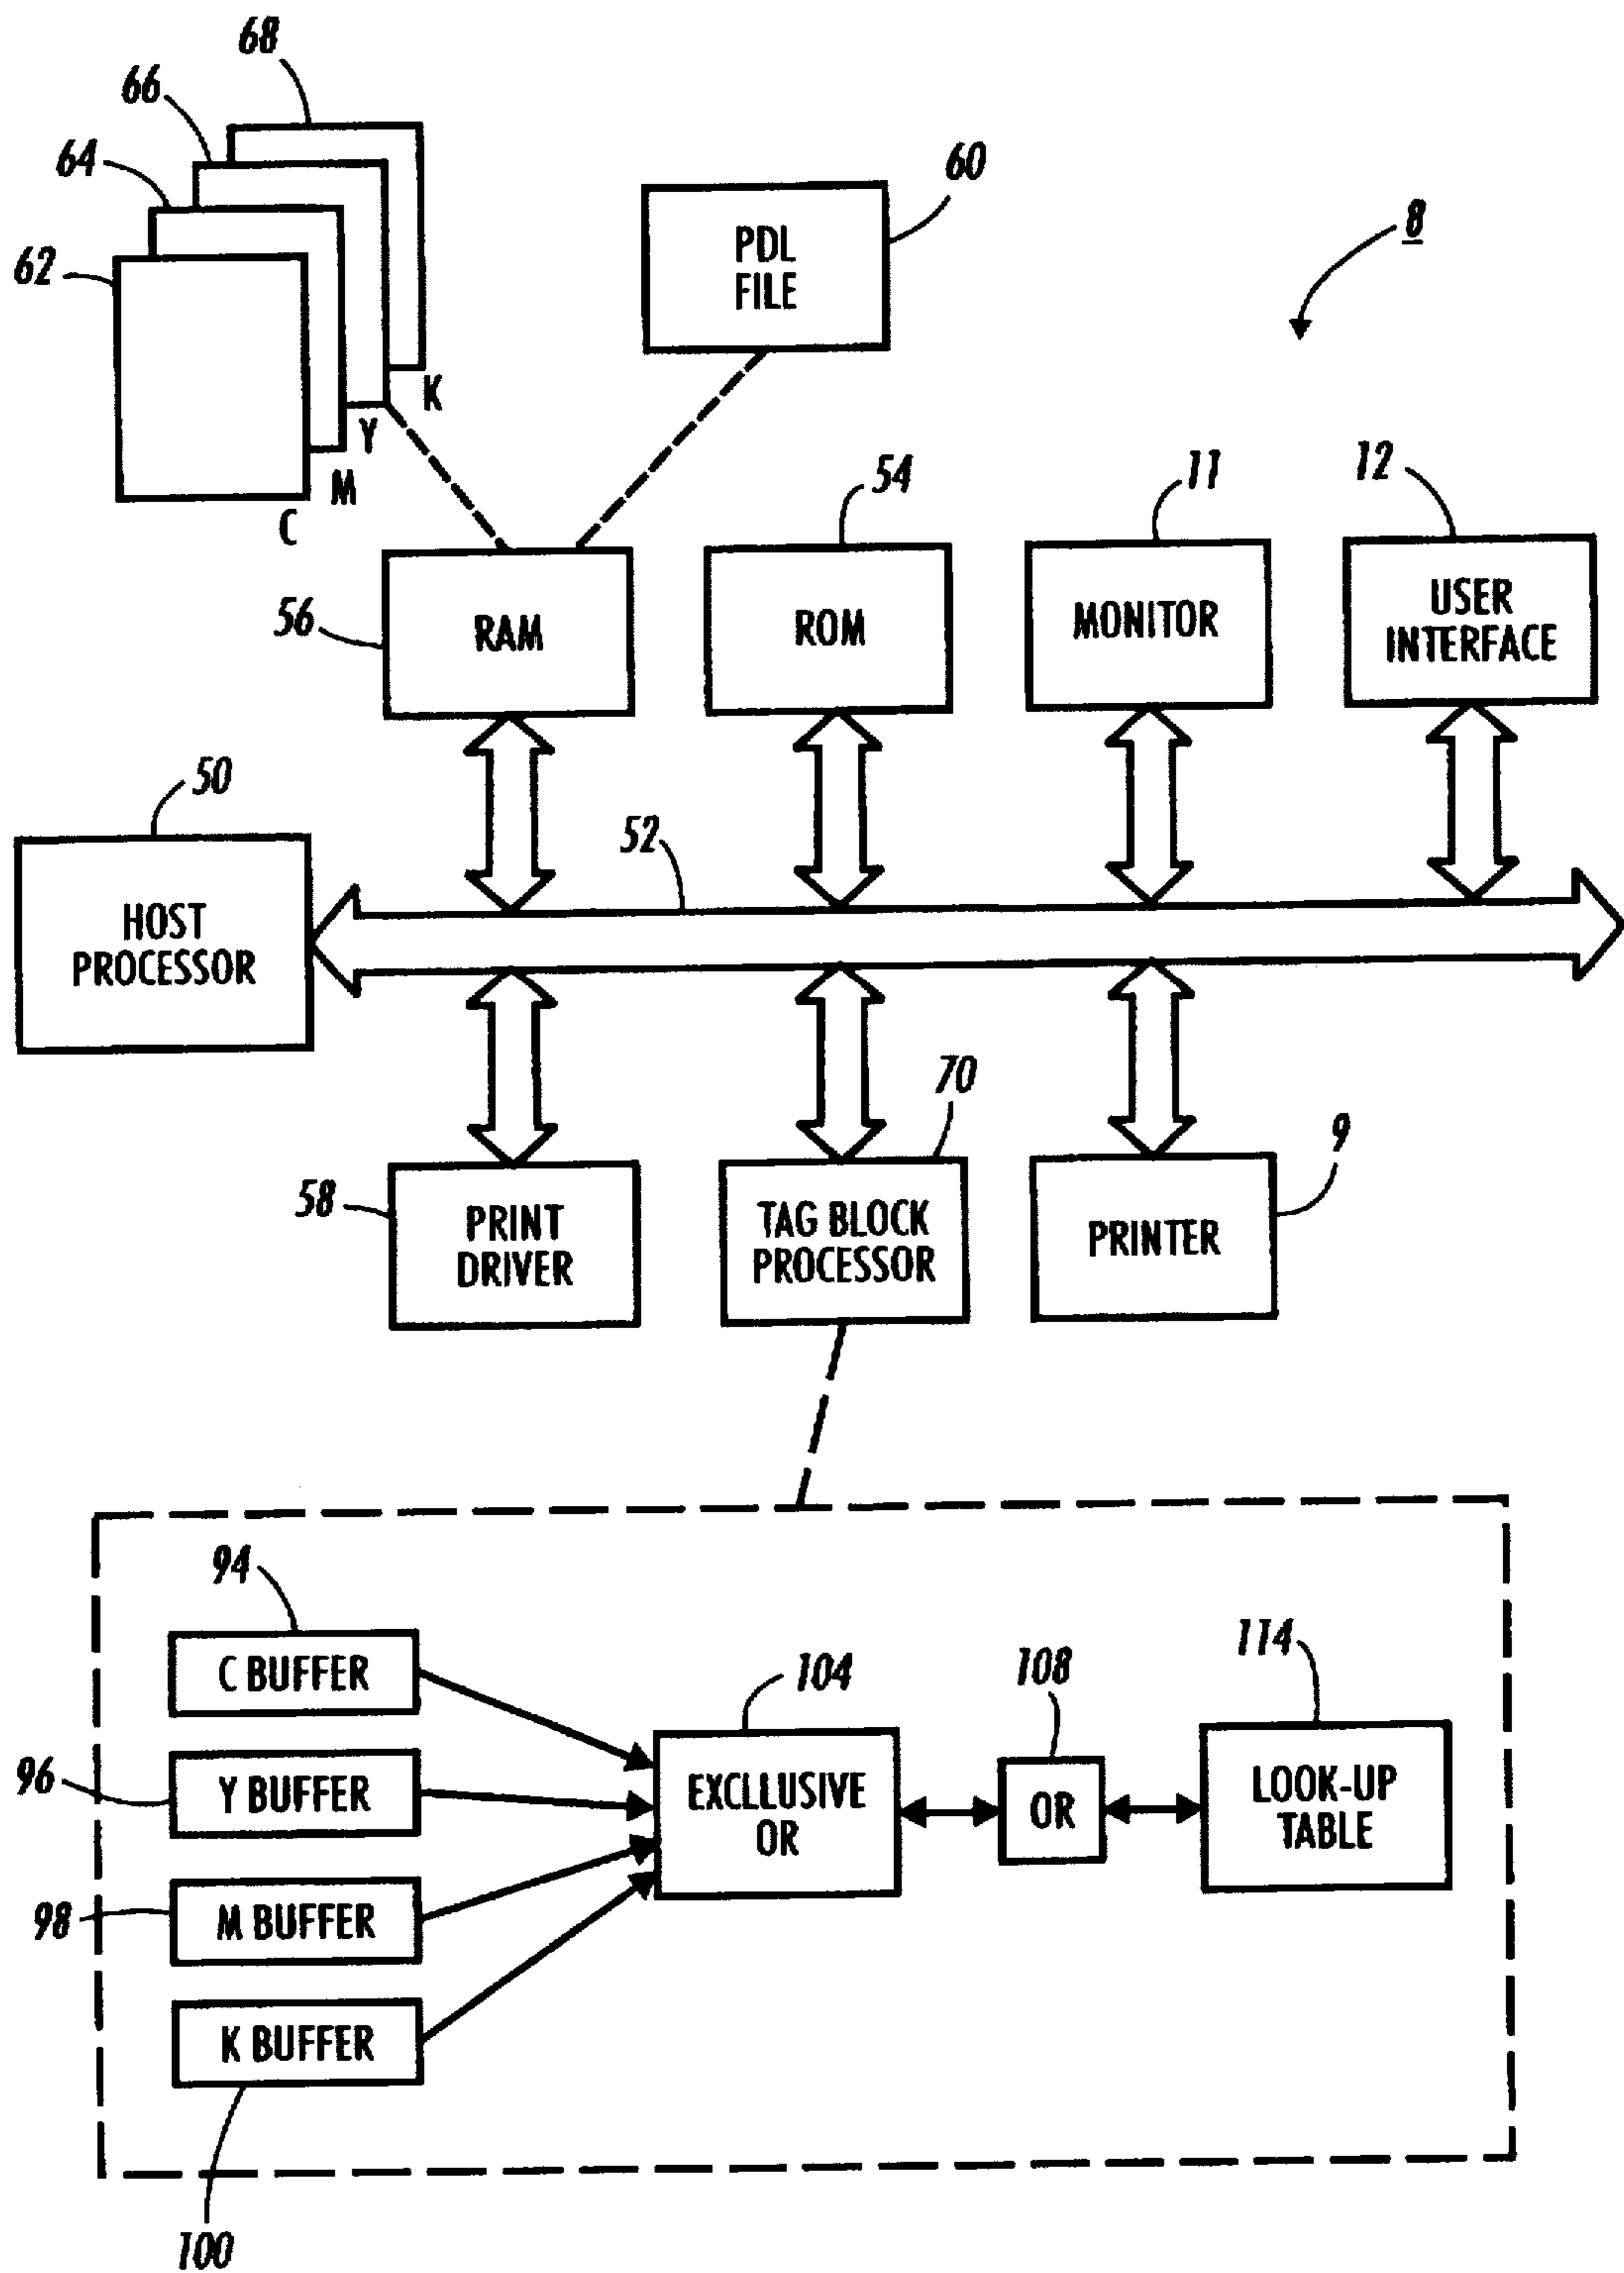 68
66
64
62
60
PDL
FILE
8
K
Y
M
C
54
11
12
56
RAM
ROM
MONITOR
USER
INTERFACE
50
52
HOST
PROCESSOR
70
9
58
PRINT
DRIVER
TAG BLOCK
PROCESSOR
PRINTER
94
C BUFFER
104
108
114
96
Y BUFFER
EXCLLUSIVE
OR
OR
LOOK-UP
TABLE
98
M BUFFER
K BUFFER
100